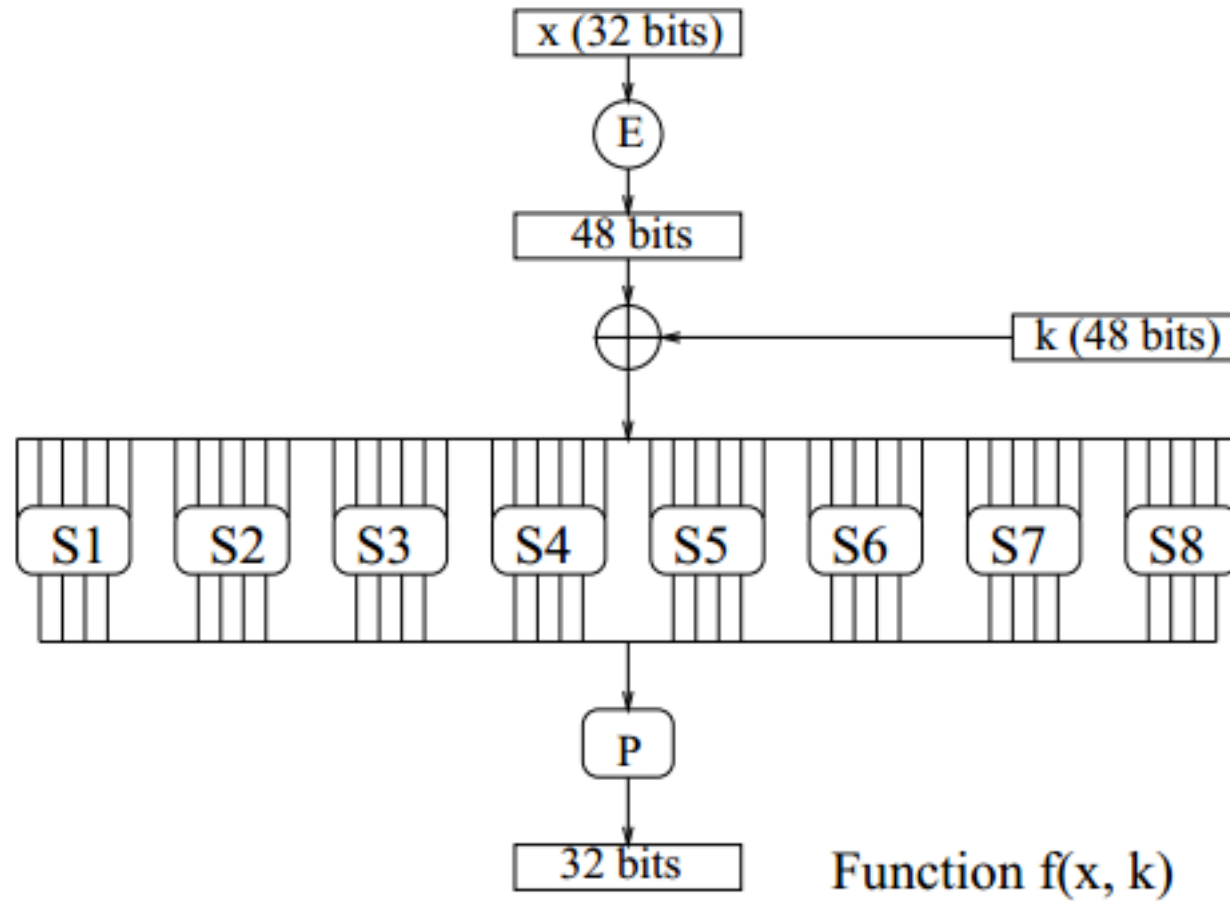 x (32 bits)
E
48 bits
k (48 bits)
S1 S2 S3 S4 S5 S6 S7 S8
P
32 bits
Function f(x, k)